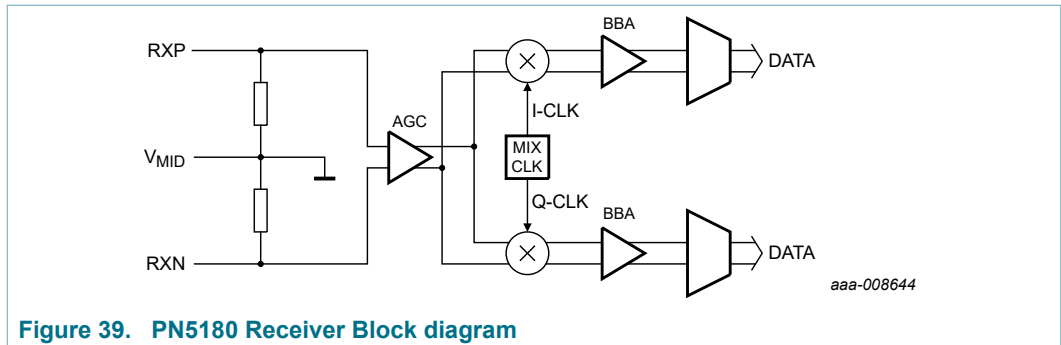 BBA
RXP
DATA
I-CLK
AGC
MIX
CLK
VMID
Q-CLK
BBA
RXN
DATA
aaa-008644
Figure 39. PN5180 Receiver Block diagram